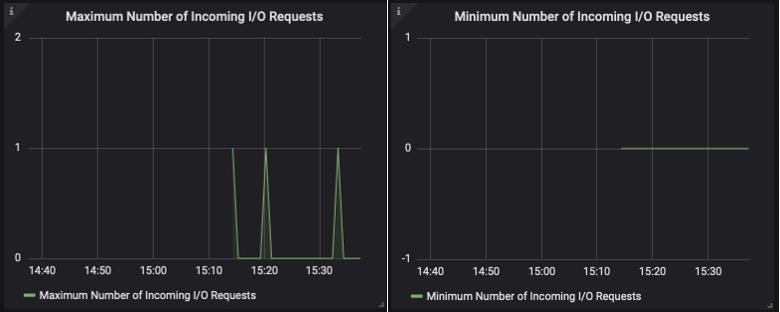 i
Maximum Number of Incoming I/O Requests
2
1
0
14:40 14:50 15:00 15:10 15:20 15:30
Maximum Number of Incoming I/O Requests
i
Minimum Number of Incoming I/O Requests
1
0
-1
14:40 14:50 15:00 15:10 15:20 15:30
Minimum Number of Incoming I/O Requests